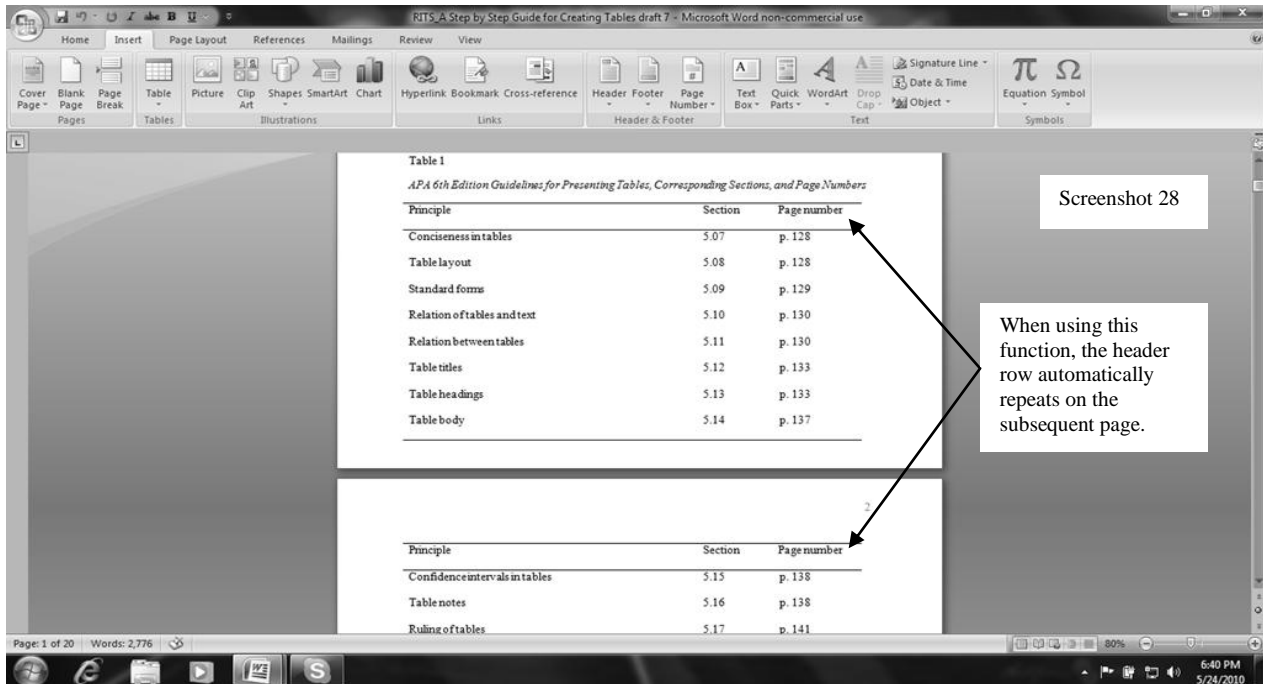 RITS_A Step by Step Guide for Creating Tables draft 7 - Microsoft Word non-commercial use
Home Insert Page Layout References Mailings Review View
Cover Page Blank Page Page Break Table Picture Clip Art Shapes SmartArt Chart Hyperlink Bookmark Cross-reference Header Footer Page Number Text Box Quick Parts WordArt Drop Cap Signature Line Date & Time Object Equation Symbol
Pages Tables Illustrations Links Header & Footer Text Symbols
Table 1
APA 6th Edition Guidelines for Presenting Tables, Corresponding Sections, and Page Numbers
Principle Section Page number
Conciseness in tables 5.07 p. 128
Table layout 5.08 p. 128
Standard forms 5.09 p. 129
Relation of tables and text 5.10 p. 130
Relation between tables 5.11 p. 130
Table titles 5.12 p. 133
Table headings 5.13 p. 133
Table body 5.14 p. 137
Screenshot 28
When using this
function, the header
row automatically
repeats on the
subsequent page.
2
Principle Section Page number
Confidence intervals in tables 5.15 p. 138
Table notes 5.16 p. 138
Ruling of tables 5.17 p. 141
Page: 1 of 20 Words: 2,776 80%
6:40 PM
5/24/2010